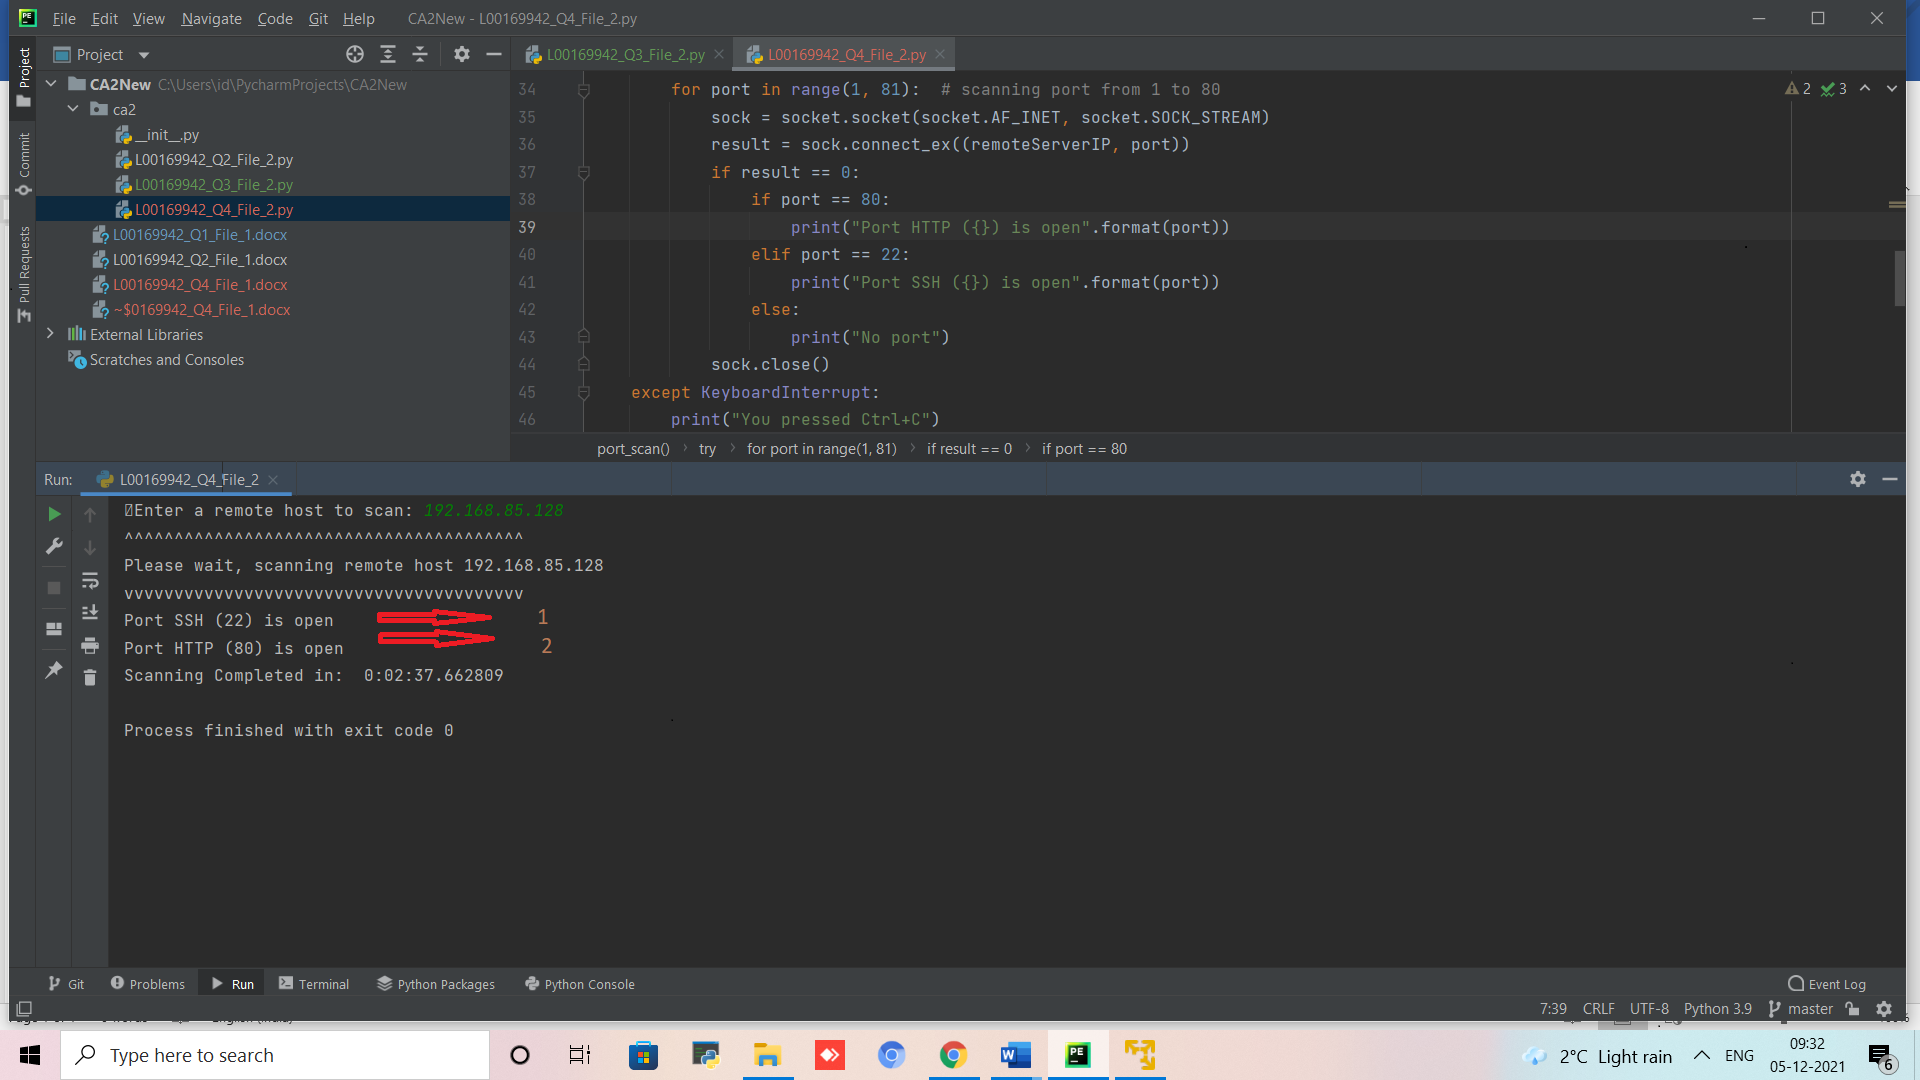 File Edit View Navigate Code Git Help CA2New - L00169942_Q4_File_2.py
Project
L00169942_Q3_File_2.py
L00169942_Q4_File_2.py
Project
Commit
Pull Requests
CA2New C:\Users\id\PycharmProjects\CA2New
ca2
__init__.py
L00169942_Q2_File_2.py
L00169942_Q3_File_2.py
L00169942_Q4_File_2.py
L00169942_Q1_File_1.docx
L00169942_Q2_File_1.docx
L00169942_Q4_File_1.docx
~$0169942_Q4_File_1.docx
External Libraries
Scratches and Consoles
2 3
34 for port in range(1, 81):  # scanning port from 1 to 80
35 sock = socket.socket(socket.AF_INET, socket.SOCK_STREAM)
36 result = sock.connect_ex((remoteServerIP, port))
37 if result == 0:
38 if port == 80:
39 print("Port HTTP ({}) is open".format(port))
40 elif port == 22:
41 print("Port SSH ({}) is open".format(port))
42 else:
43 print("No port")
44 sock.close()
45 except KeyboardInterrupt:
46 print("You pressed Ctrl+C")
port_scan() › try › for port in range(1, 81) › if result == 0 › if port == 80
Run: L00169942_Q4_File_2
Enter a remote host to scan: 192.168.85.128
^^^^^^^^^^^^^^^^^^^^^^^^^^^^^^^^^^^^^^^^
Please wait, scanning remote host 192.168.85.128
vvvvvvvvvvvvvvvvvvvvvvvvvvvvvvvvvvvvvvvv
Port SSH (22) is open 1
Port HTTP (80) is open 2
Scanning Completed in:  0:02:37.662809
Process finished with exit code 0
Git Problems Run Terminal Python Packages Python Console Event Log
7:39 CRLF UTF-8 Python 3.9 master
Type here to search
2°C Light rain ENG
09:32
05-12-2021
6